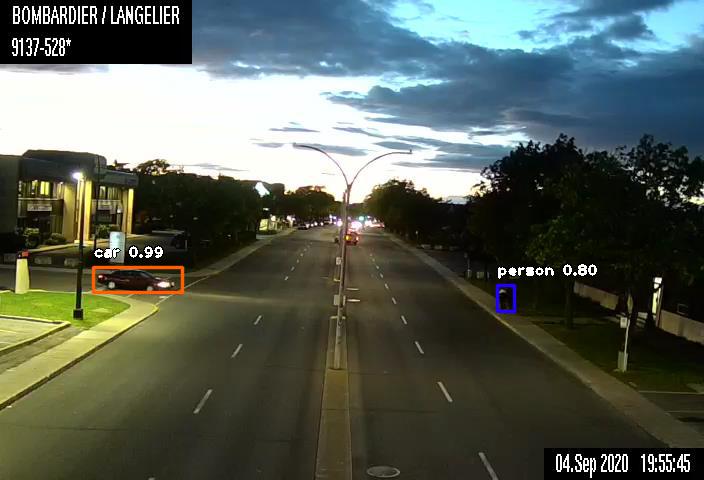 BOMBARDIER / LANGELIER
9137-528*
car 0.99
person 0.80
04.Sep 2020 19:55:45